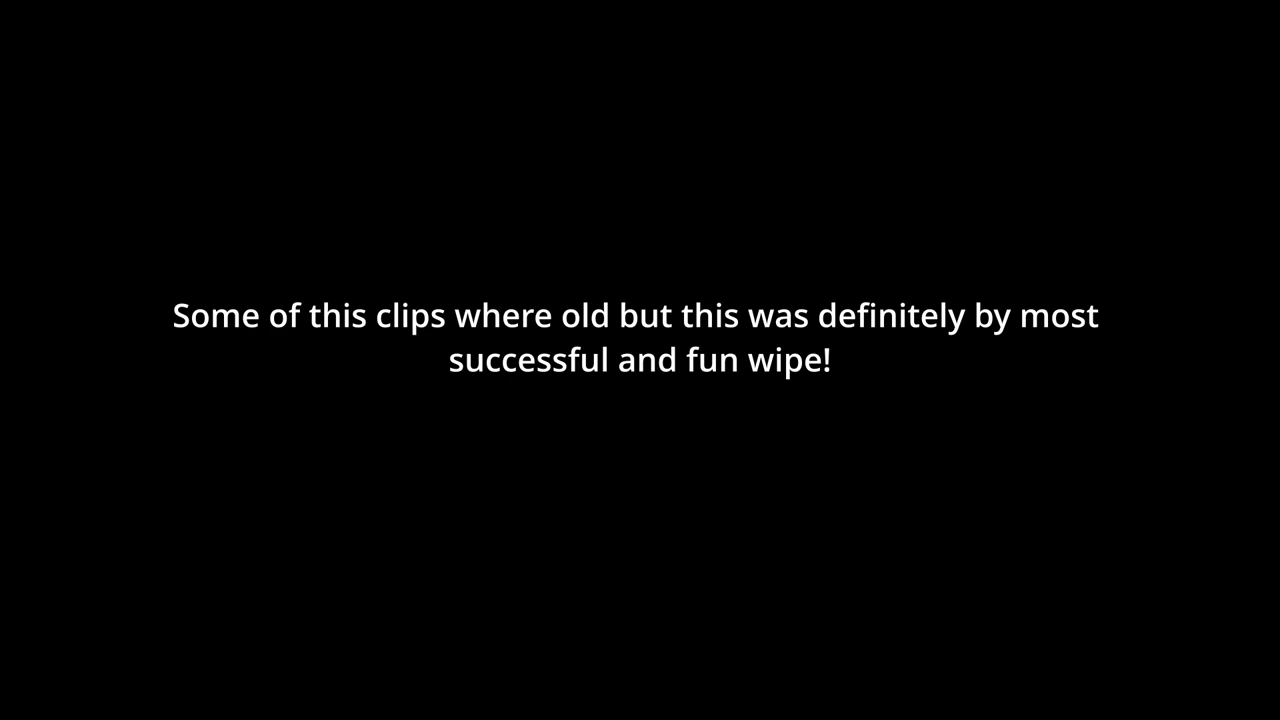 Some of this clips where old but this was definitely by most
successful and fun wipe!